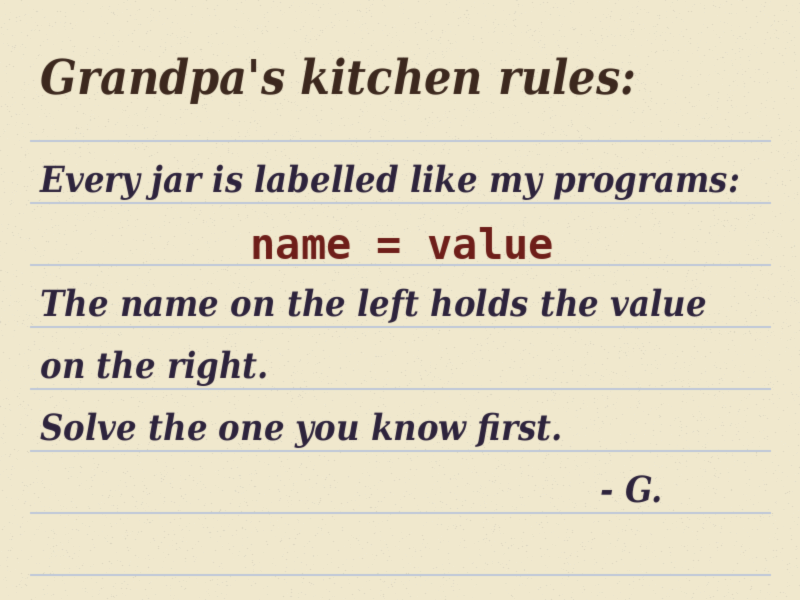 Grandpa's kitchen rules:
Every jar is labelled like my programs:
name = value
The name on the left holds the value
on the right.
Solve the one you know first.
- G.